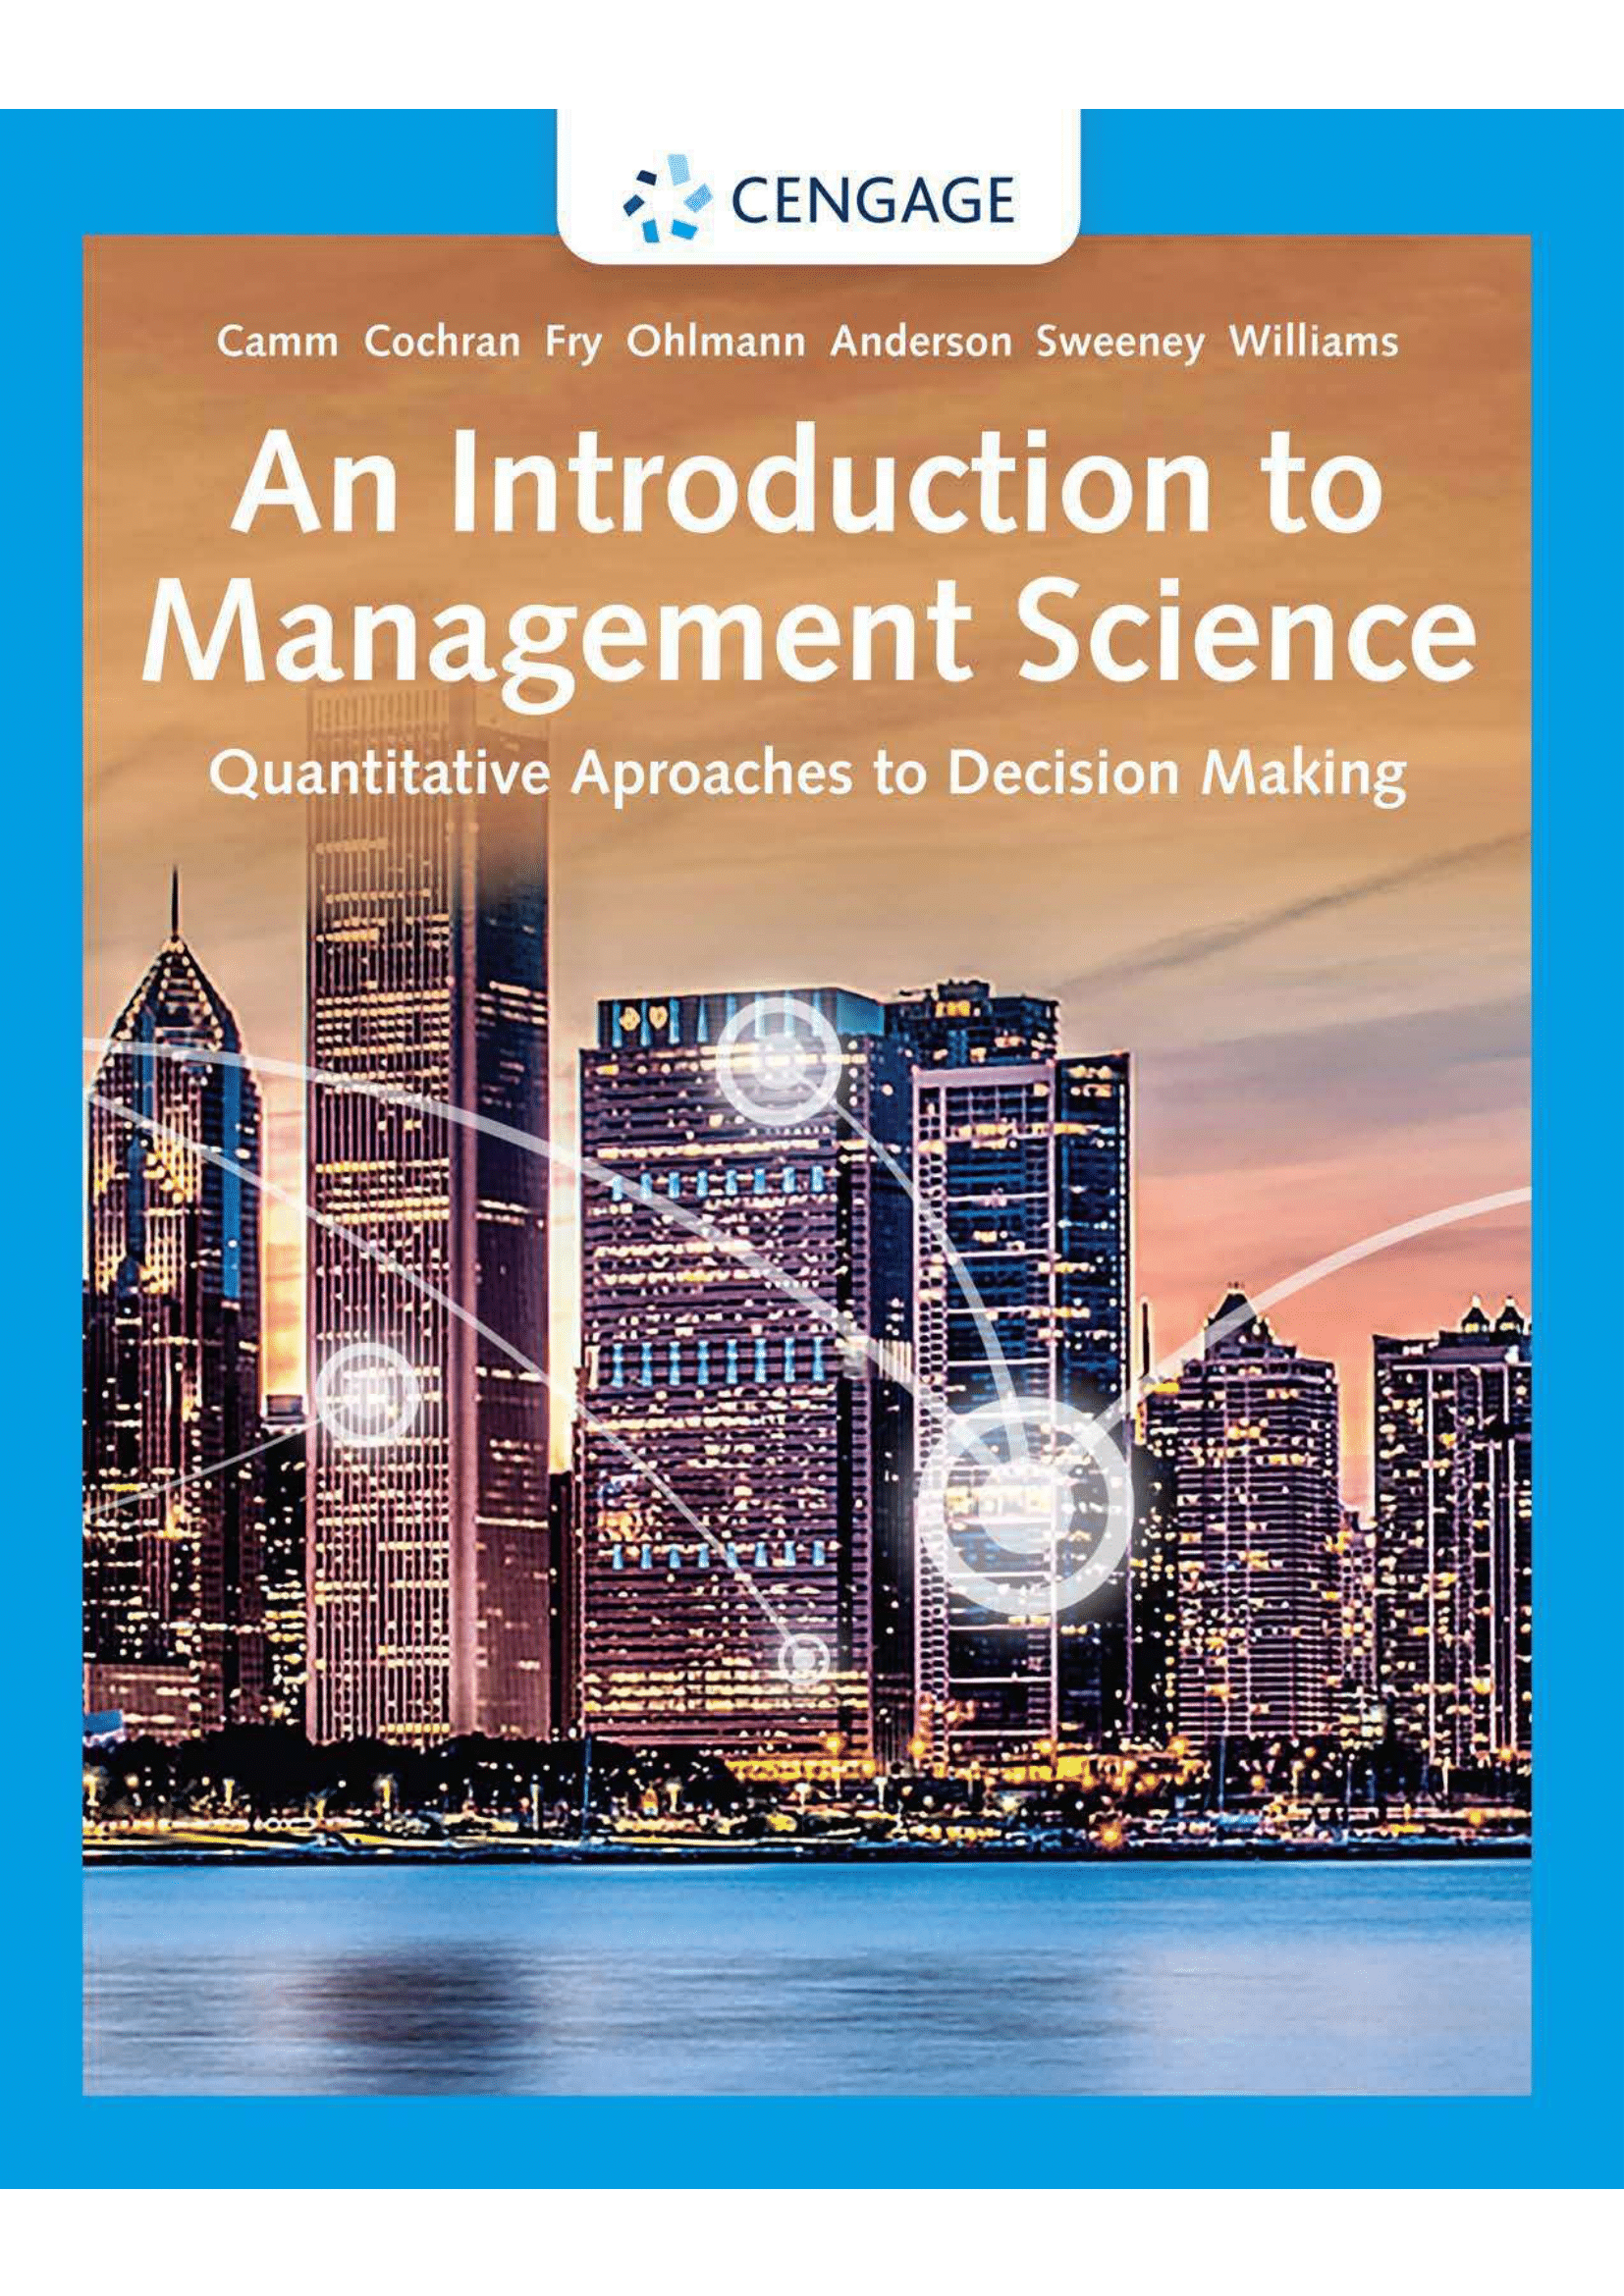 CENGAGE
Camm Cochran Fry Ohlmann Anderson Sweeney Williams
An Introduction to
Management Science
Quantitative Aproaches to Decision Making